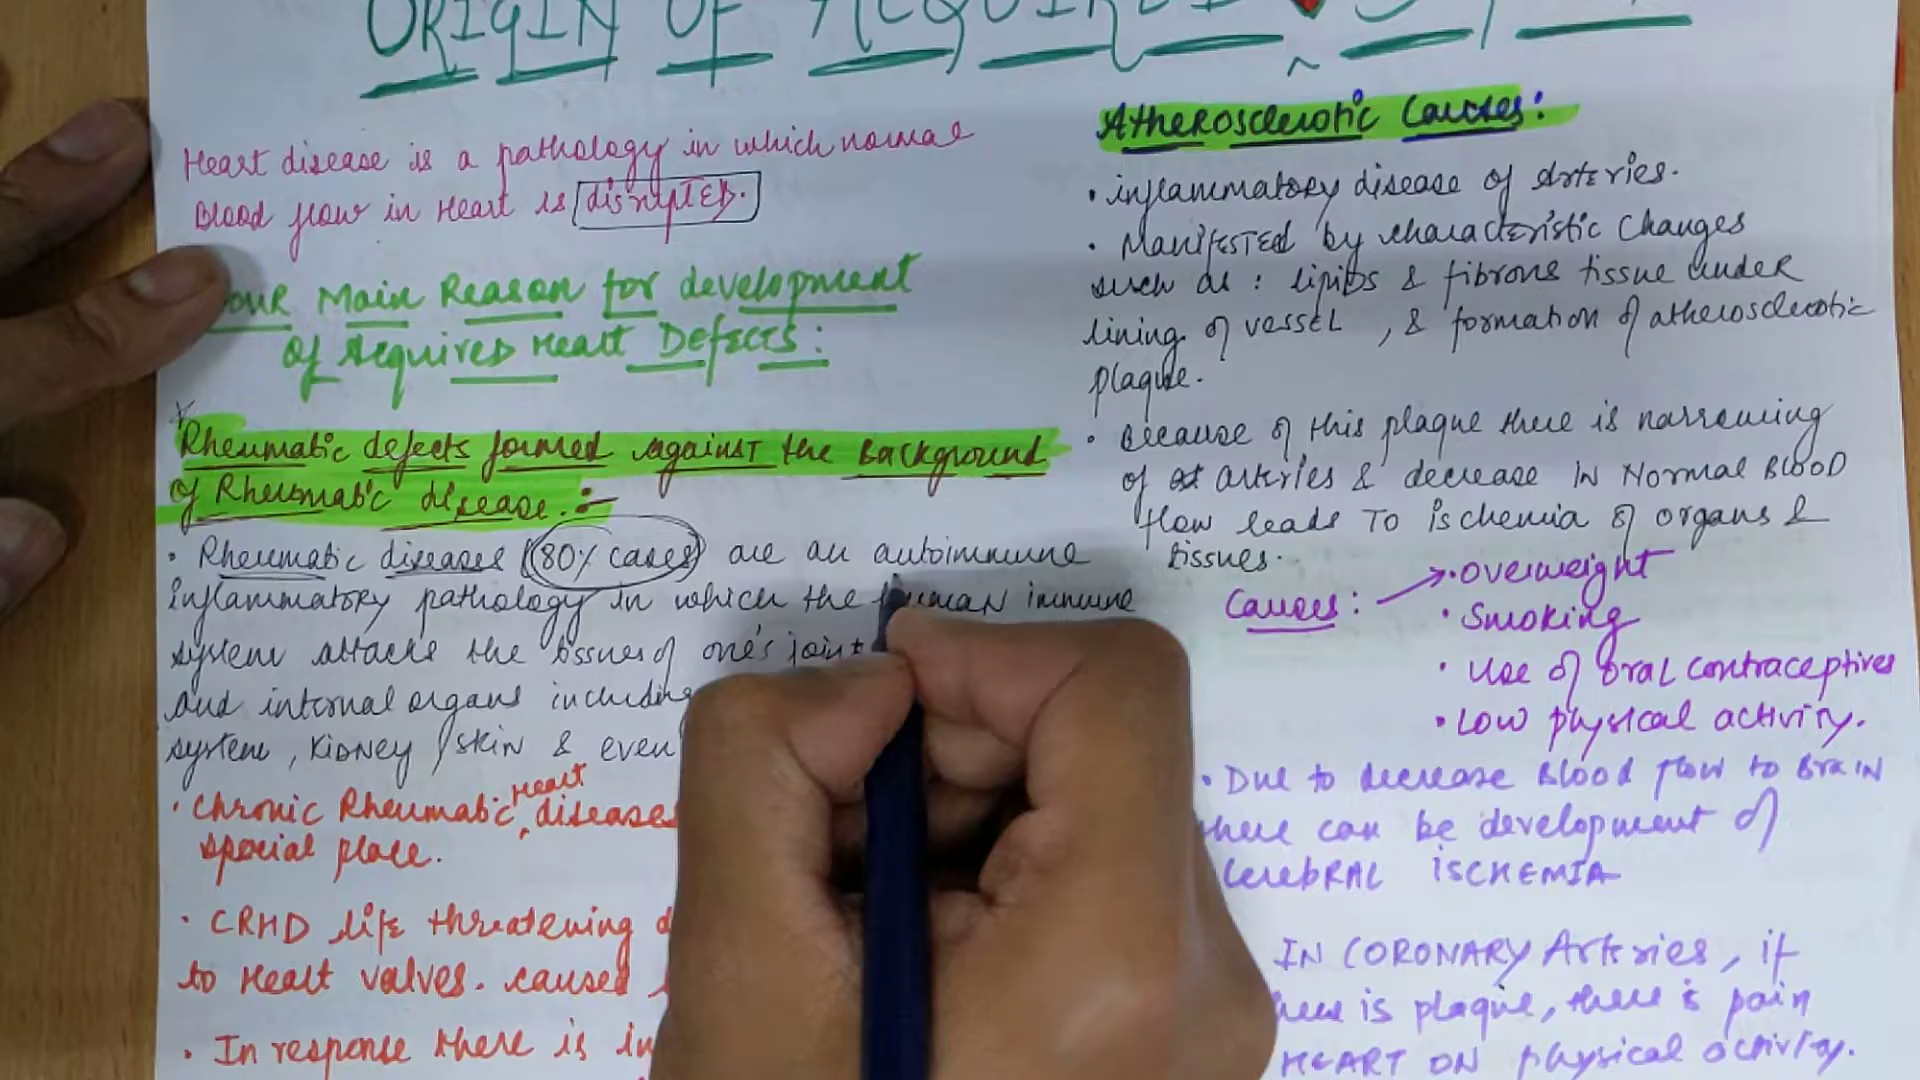 ORIGIN OF ACQUIRED
Heart disease is a pathology in which normal
Blood flow in Heart is disrupted.
Four Main Reason for development
Of Acquired Heart Defects:
Rheumatic defects formed against the Background
of Rheumatic disease :-
• Rheumatic diseases (80% cases) are an autoimmune
inflammatory pathology in which the human immune
system attacks the tissues of one's joint
and internal organs including
system, kidney / skin & even
• Chronic Rheumatic Heart diseases
special place.
• CRHD life threatening
to Heart valves. caused
• In response there is
Atherosclerotic Causes:
• inflammatory disease of Arteries.
• Manifested by characteristic Changes
such as : lipids & fibrous tissue under
lining of vessel , & formation of atherosclerotic
plaque.
• Because of this plaque there is narrowing
of arteries & decrease in Normal Blood
flow leads To ischemia of organs &
tissues.
Causes: → • Overweight
• Smoking
• Use of Oral contraceptives
• Low physical activity.
• Due to decrease Blood flow to Brain
there can be development of
cerebral ischemia
In coronary Arteries, if
there is plaque, there is pain
Heart on physical activity.